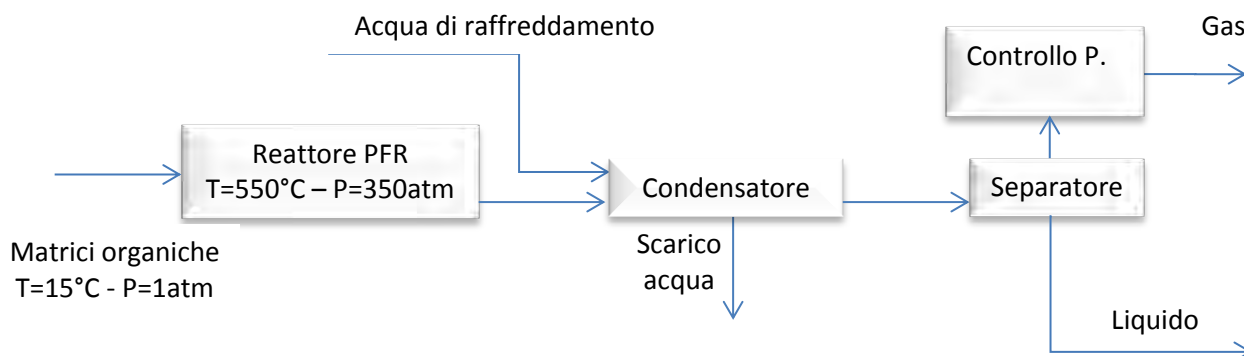 Acqua di raffreddamento
Gas
Controllo P.
Reattore PFR
T=550°C – P=350atm
Condensatore
Separatore
Matrici organiche
T=15°C - P=1atm
Scarico
acqua
Liquido